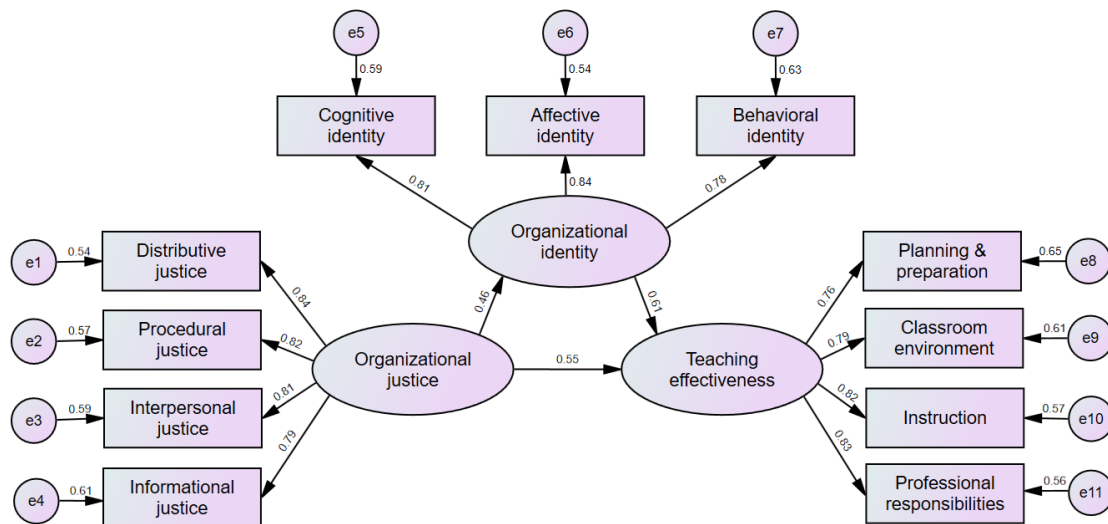 e5
e6
e7
0.59
0.54
0.63
Cognitive
identity
Affective
identity
Behavioral
identity
0.81
0.84
0.78
Organizational
identity
e1
0.54
Distributive
justice
Planning &
preparation
0.65
e8
0.84
0.46
0.61
0.76
e2
0.57
Procedural
justice
0.82
Classroom
environment
0.61
e9
0.79
Organizational
justice
0.55
Teaching
effectiveness
e3
0.59
Interpersonal
justice
0.81
0.82
Instruction
0.57
e10
0.79
0.83
e4
0.61
Informational
justice
Professional
responsibilities
0.56
e11